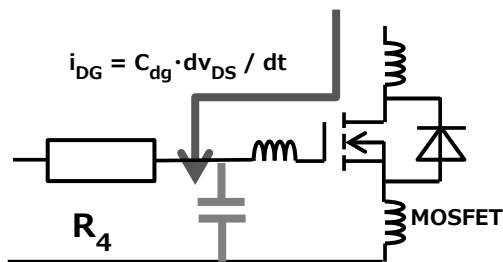 i_DG = C_dg·dv_DS / dt
R_4
MOSFET